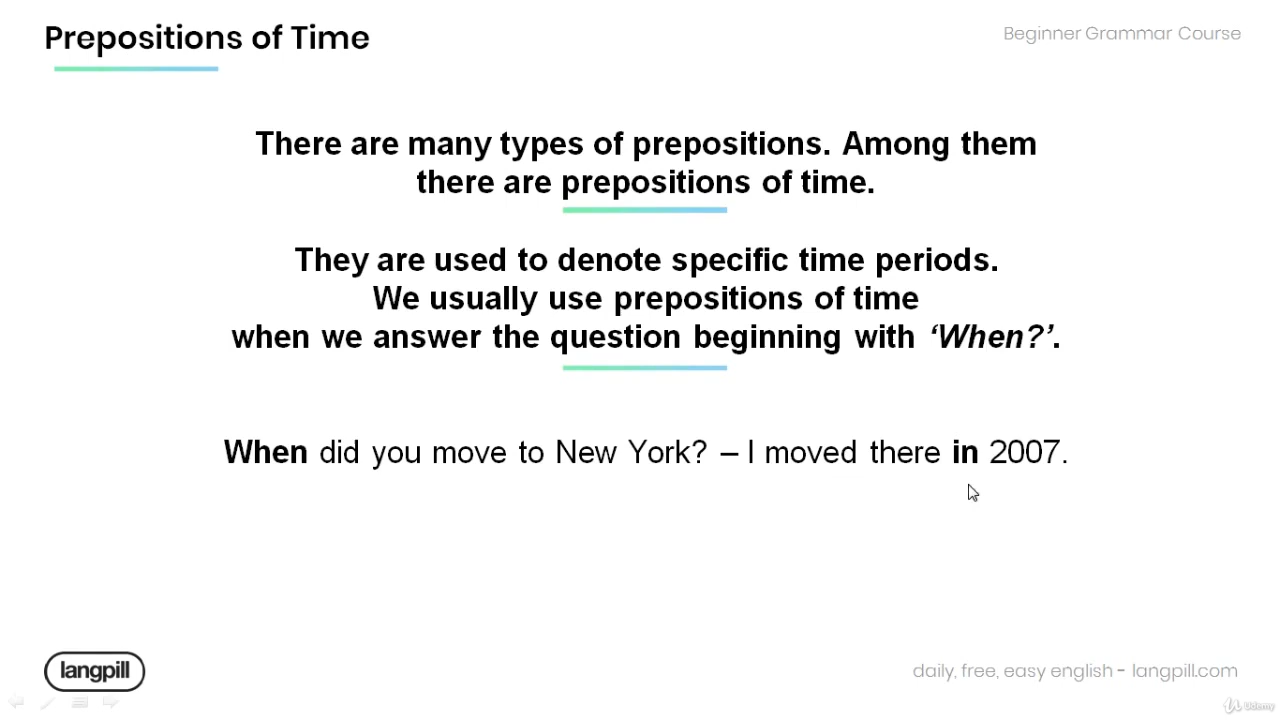 Prepositions of Time
Beginner Grammar Course
There are many types of prepositions. Among them
there are prepositions of time.
They are used to denote specific time periods.
We usually use prepositions of time
when we answer the question beginning with ‘When?’.
When did you move to New York? – I moved there in 2007.
langpill
daily, free, easy english - langpill.com
Udemy